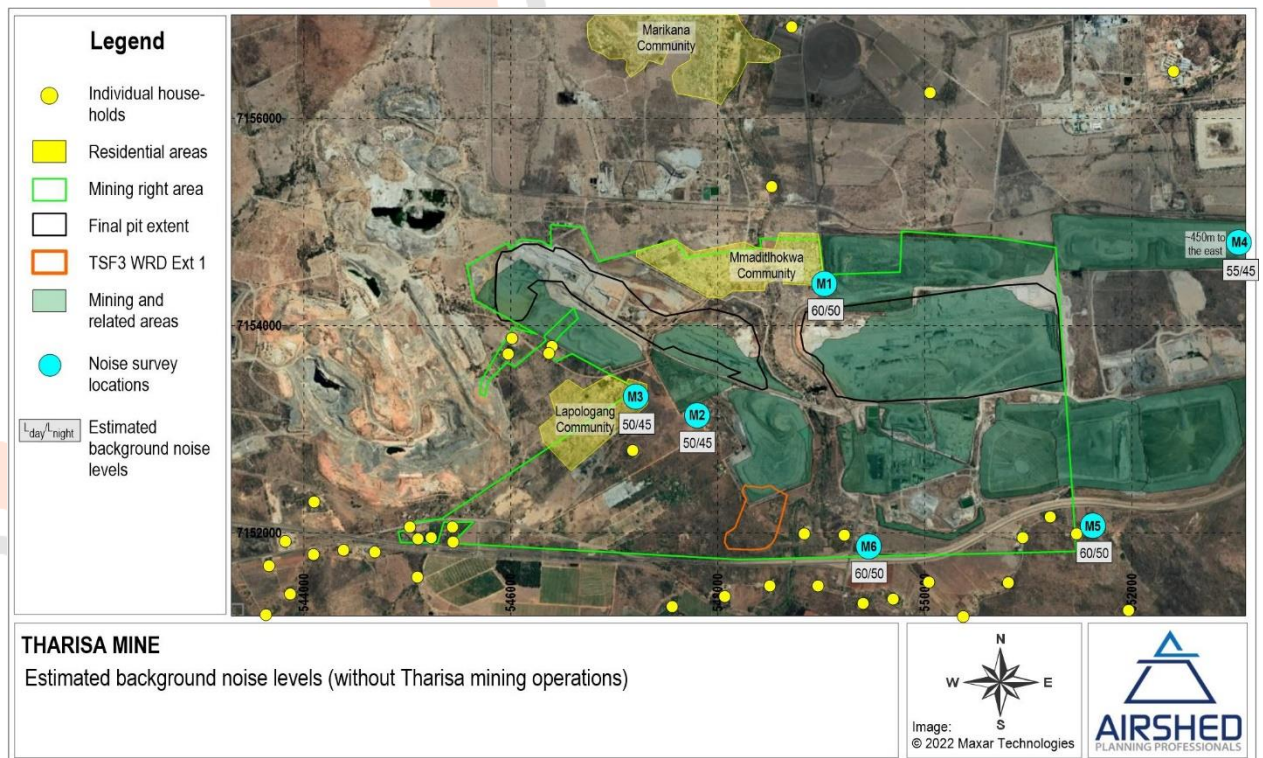 Legend
Individual house-
holds
Residential areas
Mining right area
Final pit extent
TSF3 WRD Ext 1
Mining and
related areas
Noise survey
locations
Lday/Lnight
Estimated
background noise
levels
Marikana
Community
7156000
Mmaditlhokwa
Community
~450m to
the east
M4
55/45
M1
60/50
7154000
M3
50/45
M2
50/45
Lapologang
Community
7152000
M5
60/50
M6
60/50
544000
546000
THARISA MINE
Estimated background noise levels (without Tharisa mining operations)
N
W
E
S
Image:
© 2022 Maxar Technologies
AIRSHED
PLANNING PROFESSIONALS